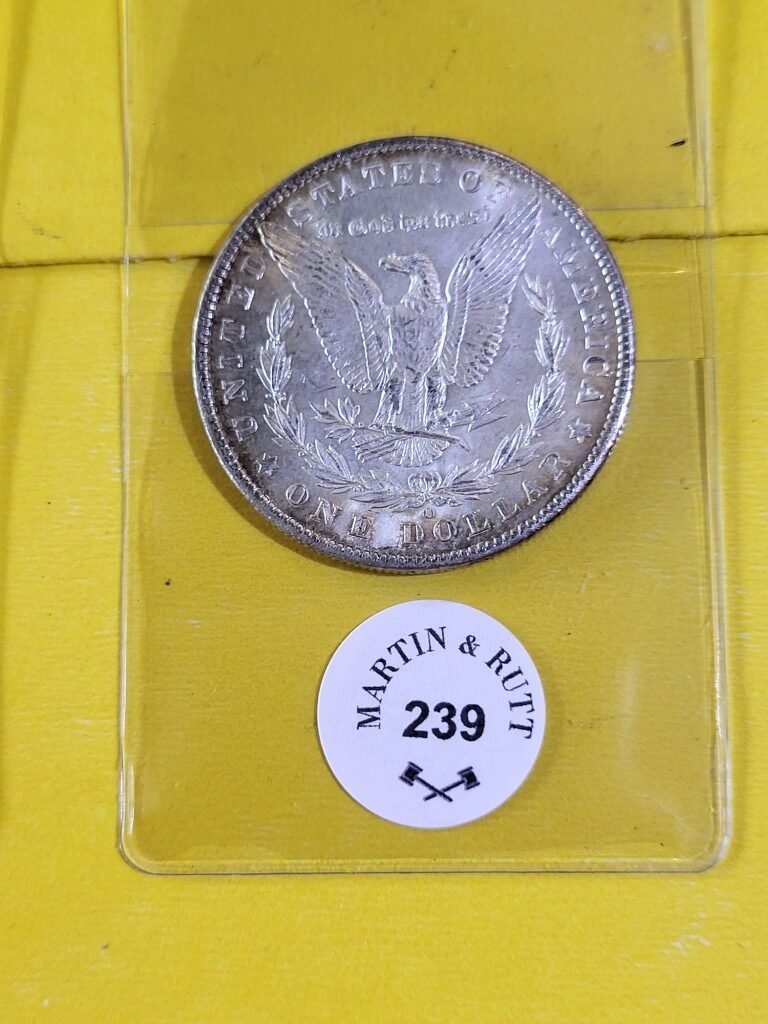 UNITED STATES OF AMERICA
In God we trust
O
ONE DOLLAR
MARTIN & RUTT
239